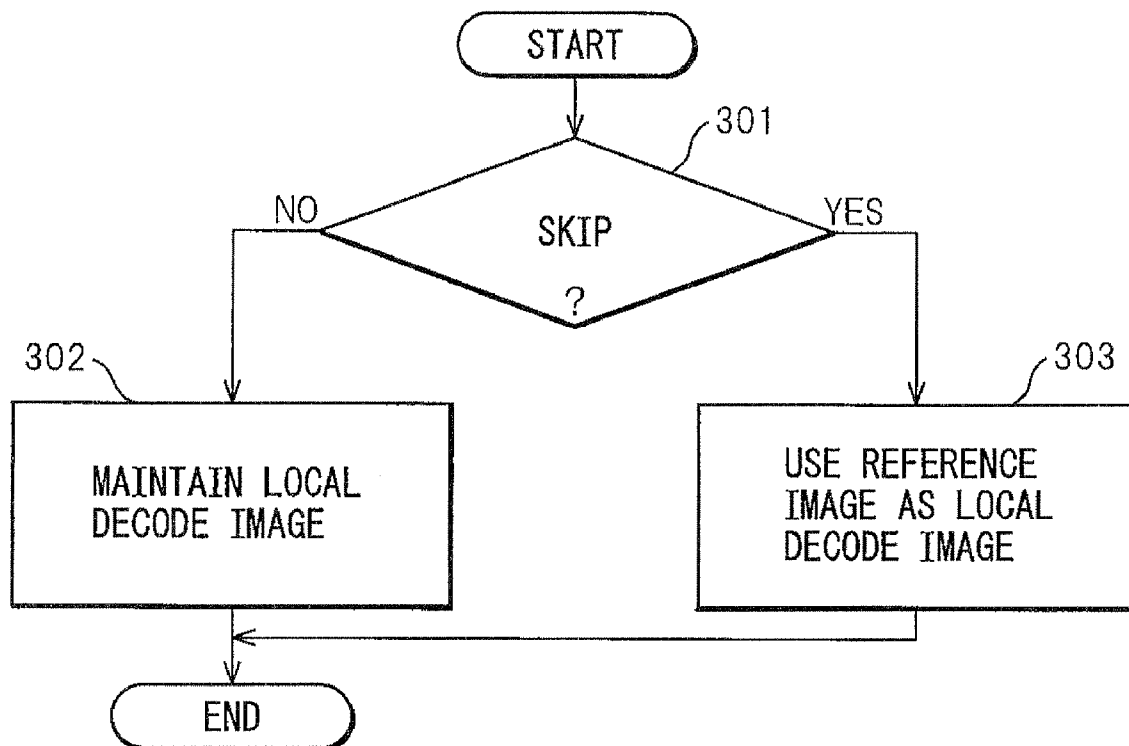 START
301
NO
YES
SKIP
?
302
303
MAINTAIN LOCAL
DECODE IMAGE
USE REFERENCE
IMAGE AS LOCAL
DECODE IMAGE
END